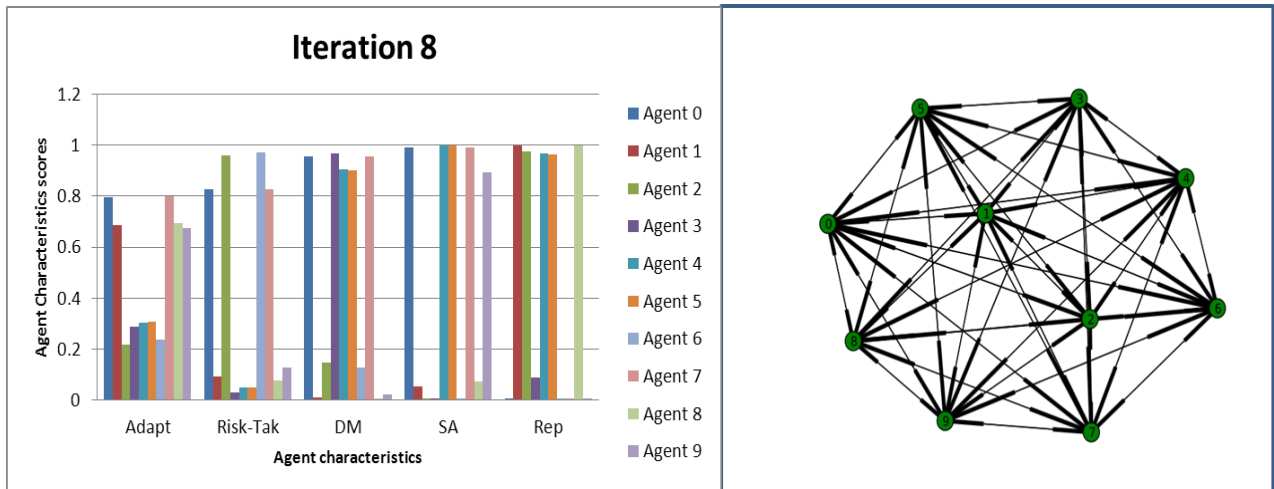 Iteration 8
Agent Characteristics scores
1.2
1
0.8
0.6
0.4
0.2
0
Adapt Risk-Tak DM SA Rep
Agent characteristics
Agent 0
Agent 1
Agent 2
Agent 3
Agent 4
Agent 5
Agent 6
Agent 7
Agent 8
Agent 9
5
3
4
1
0
6
2
8
9
7